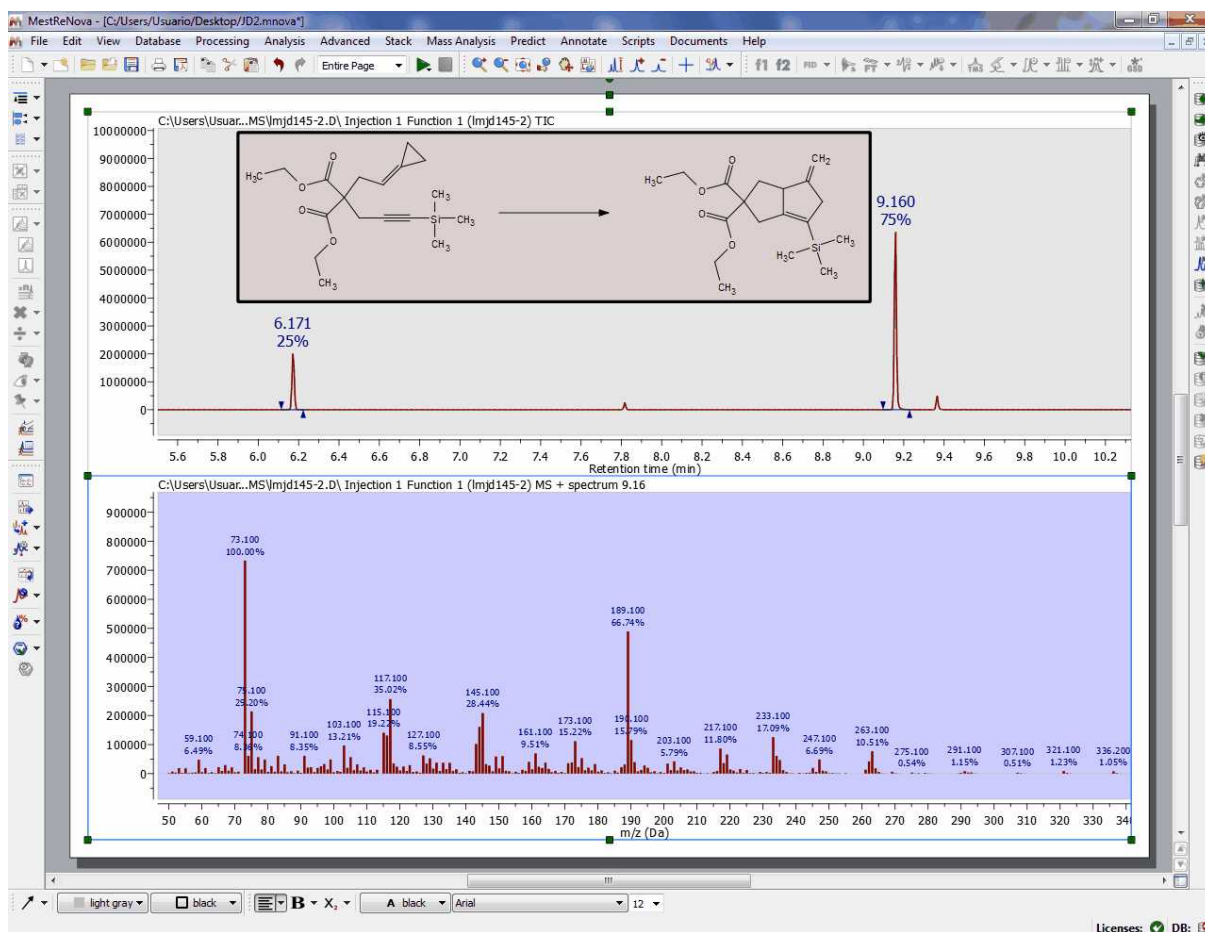 MestReNova - [C:/Users/Usuario/Desktop/JD2.mnova*]
File Edit View Database Processing Analysis Advanced Stack Mass Analysis Predict Annotate Scripts Documents Help
Entire Page f1 f2
C:\Users\Usuar...MS\lmjd145-2.D\ Injection 1 Function 1 (lmjd145-2) TIC
10000000
9000000
8000000
7000000
6000000
5000000
4000000
3000000
2000000
1000000
0
H₃C O O
O
O
CH₃
Si CH₃
CH₃
CH₃
CH₂
H₃C O O
O
O
CH₃
H₃C Si CH₃
CH₃
9.160
75%
6.171
25%
5.6 5.8 6.0 6.2 6.4 6.6 6.8 7.0 7.2 7.4 7.6 7.8 8.0 8.2 8.4 8.6 8.8 9.0 9.2 9.4 9.6 9.8 10.0 10.2
Retention time (min)
C:\Users\Usuar...MS\lmjd145-2.D\ Injection 1 Function 1 (lmjd145-2) MS + spectrum 9.16
900000
800000
700000
600000
500000
400000
300000
200000
100000
0
73.100
100.00%
189.100
66.74%
117.100
35.02%
75.100
29.20%
145.100
28.44%
115.100
19.22%
233.100
17.09%
190.100
15.79%
173.100
15.22%
103.100
13.21%
217.100
11.80%
263.100
10.51%
161.100
9.51%
127.100
8.55%
91.100
8.35%
74.100
247.100
6.69%
59.100
6.49%
203.100
5.79%
275.100
0.54%
291.100
1.15%
307.100
0.51%
321.100
1.23%
336.200
1.05%
50 60 70 80 90 100 110 120 130 140 150 160 170 180 190 200 210 220 230 240 250 260 270 280 290 300 310 320 330
m/z (Da)
light gray black B X₂ A black Arial 12
Licenses: DB: